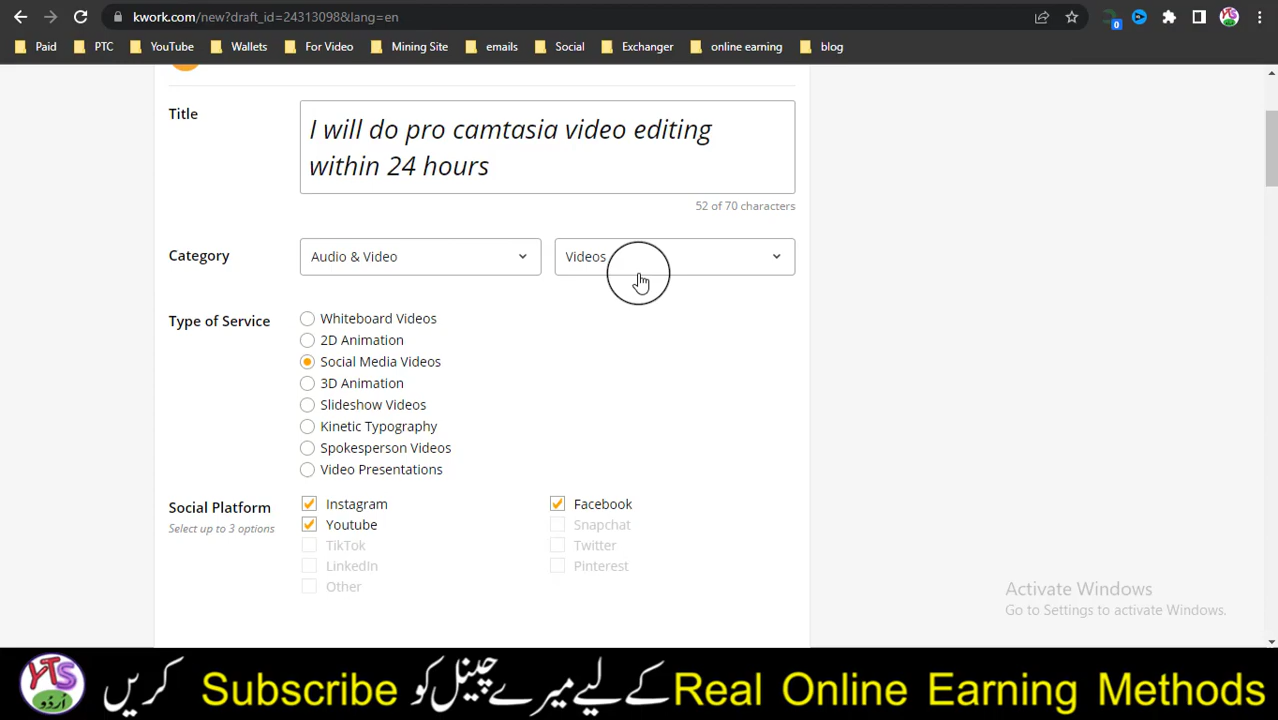 kwork.com/new?draft_id=24313098&lang=en
0
Paid PTC YouTube Wallets For Video Mining Site emails Social Exchanger online earning blog
Title
I will do pro camtasia video editing
within 24 hours
52 of 70 characters
Category Audio & Video Videos
Type of Service
Whiteboard Videos
2D Animation
Social Media Videos
3D Animation
Slideshow Videos
Kinetic Typography
Spokesperson Videos
Video Presentations
Social Platform
Select up to 3 options
Instagram Facebook
Youtube Snapchat
TikTok Twitter
LinkedIn Pinterest
Other
Activate Windows
Go to Settings to activate Windows.
YTS
اُردُو
Real Online Earning Methods کے لیے میرے چینل کو Subscribe کریں